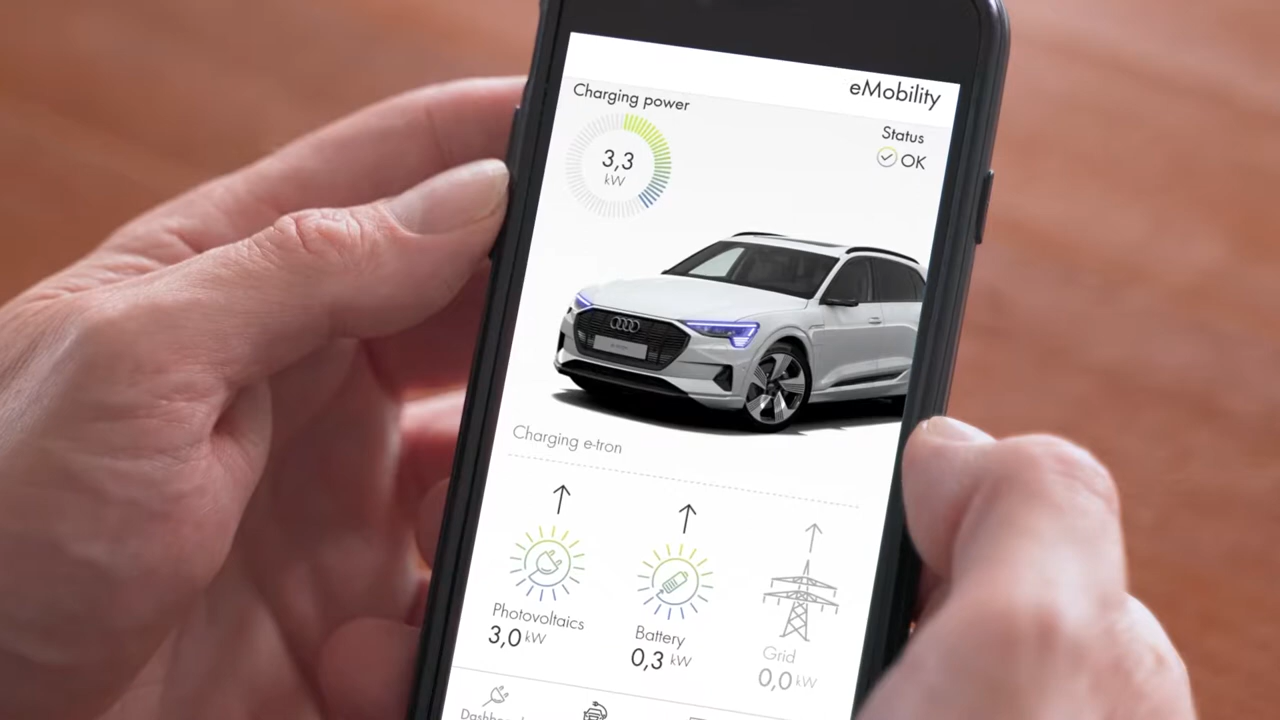 eMobility
Charging power
3,3
kW
Status
OK
Charging e-tron
Photovoltaics
3,0 kW
Battery
0,3 kW
Grid
0,0 kW